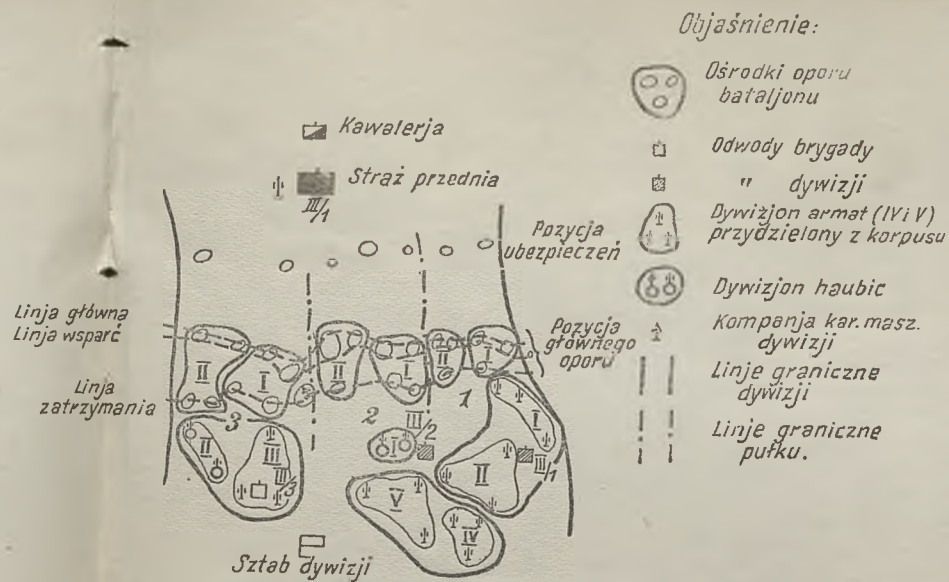 Objaśnienie:
Ośrodki oporu
bataljonu
Odwody brygady
" dywizji
Dywizjon armat (IV i V)
przydzielony z korpusu
Dywizjon haubic
Kompanja kar. masz.
dywizji
Linje graniczne
dywizji
Linje graniczne
pułku.
Kawalerja
Straż przednia
III/1
Pozycja
ubezpieczeń
Linja główna
Linja wsparć
Pozycja
głównego
oporu
Linja
zatrzymania
II
I
II
I
II
I
3
2
1
III/2
I
II
III
III/3
I
II
III/1
V
IV
Sztab dywizji